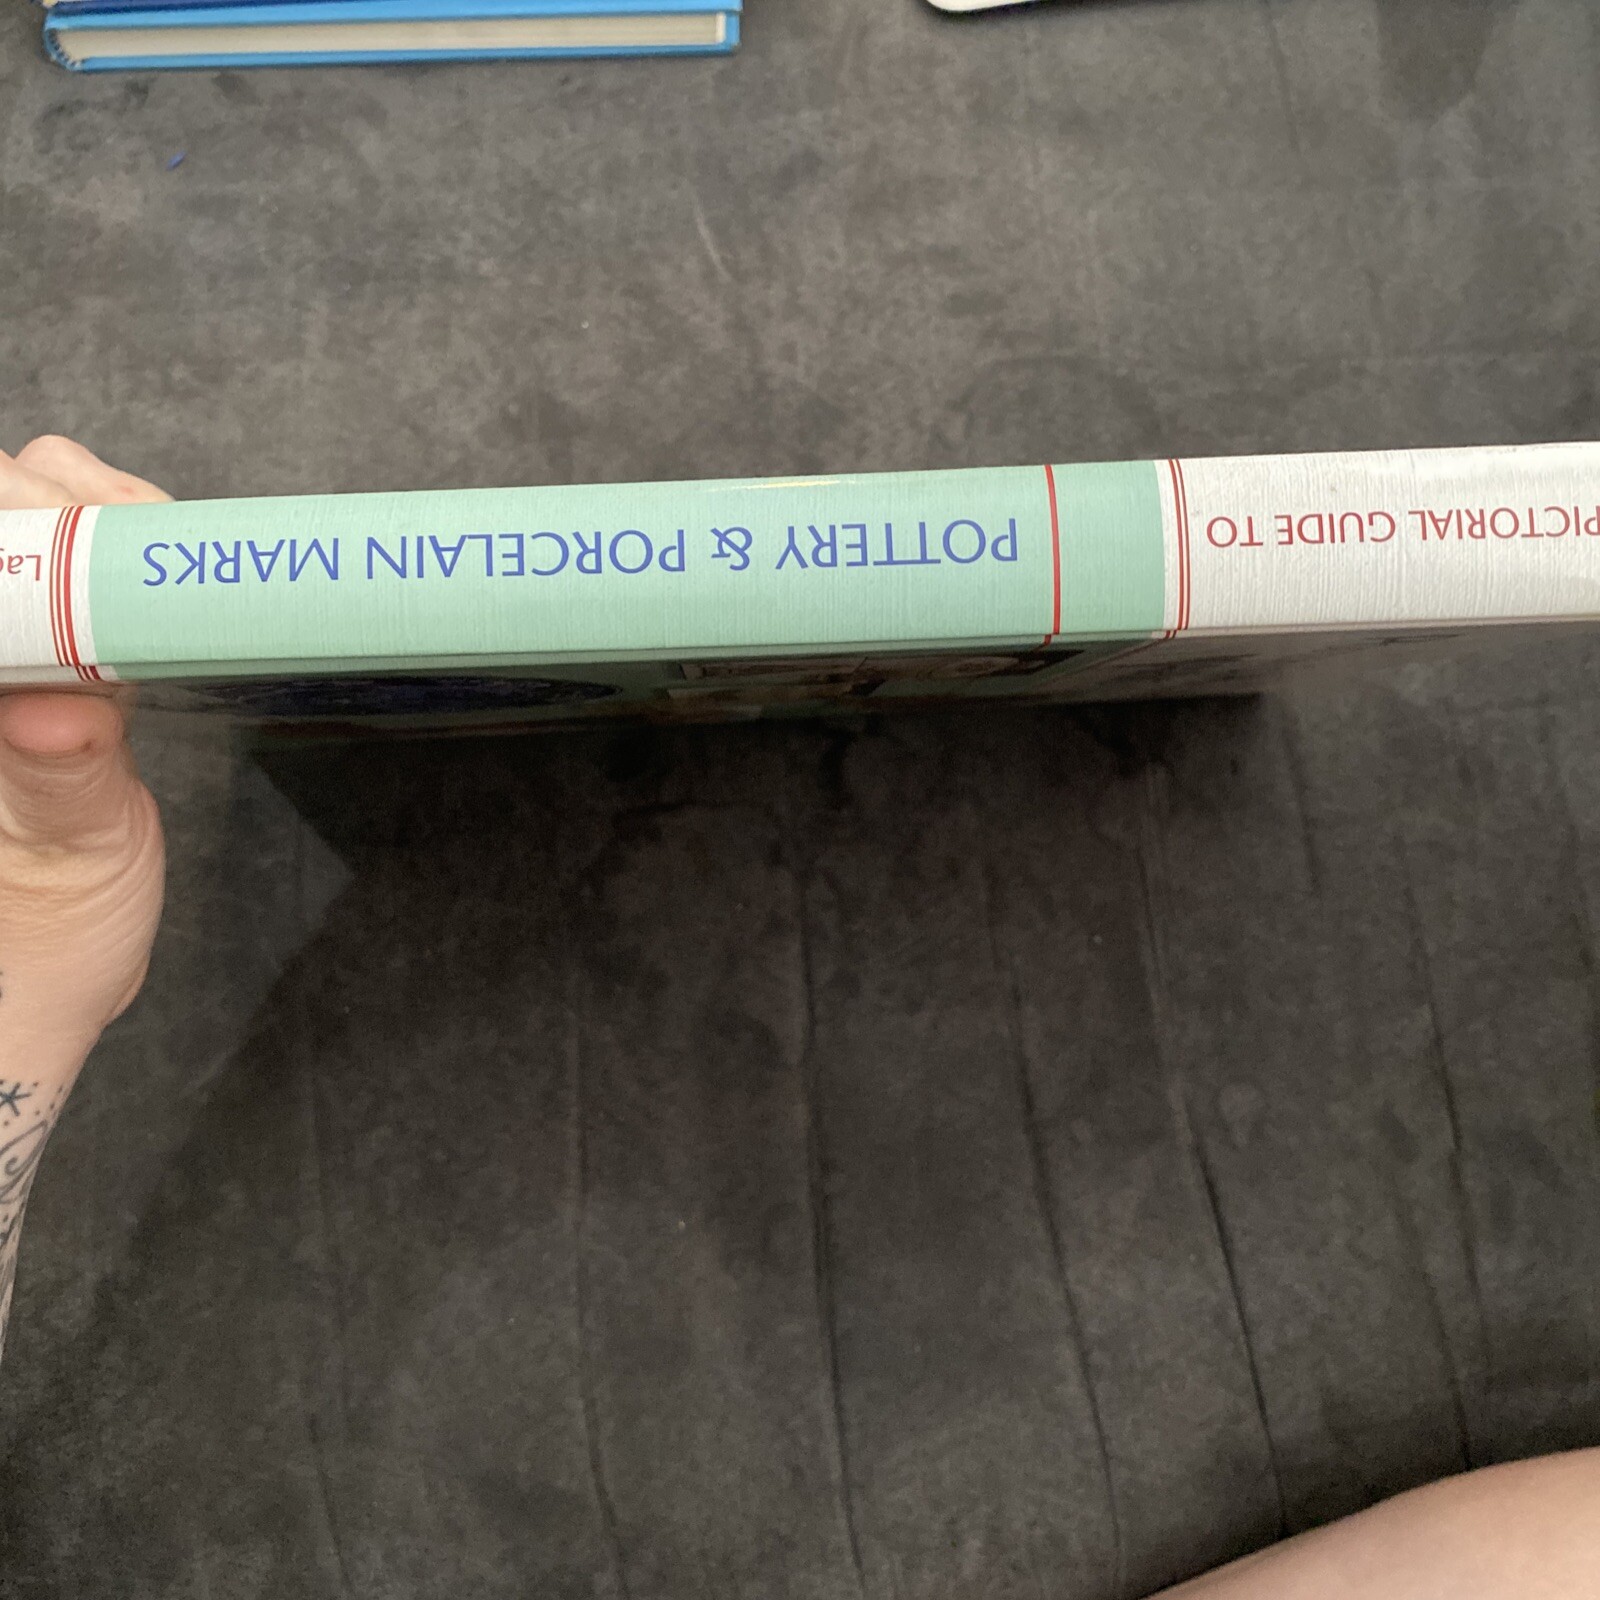 PICTORIAL GUIDE TO
POTTERY & PORCELAIN MARKS